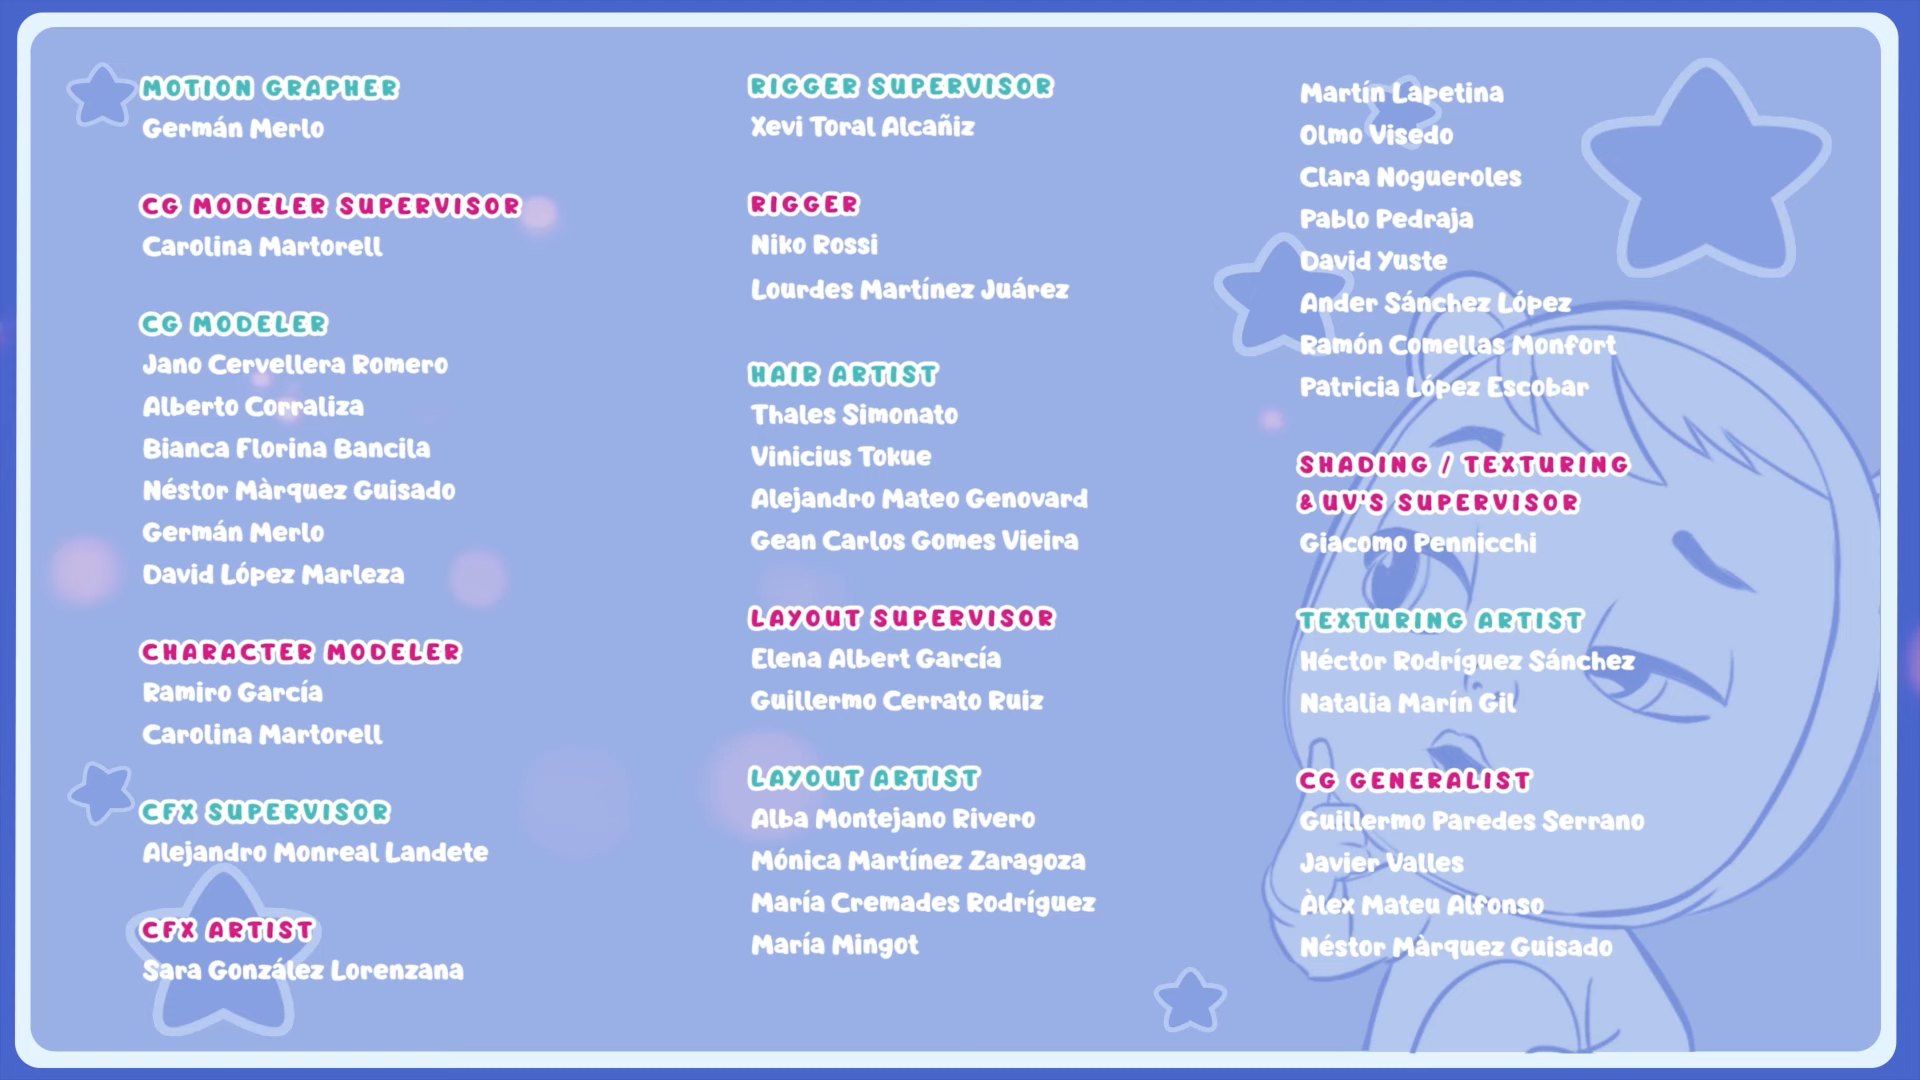 MOTION GRAPHER
Germán Merlo
CG MODELER SUPERVISOR
Carolina Martorell
CG MODELER
Jano Cervellera Romero
Alberto Corraliza
Bianca Florina Bancila
Néstor Màrquez Guisado
Germán Merlo
David López Marleza
CHARACTER MODELER
Ramiro García
Carolina Martorell
CFX SUPERVISOR
Alejandro Monreal Landete
CFX ARTIST
Sara González Lorenzana
RIGGER SUPERVISOR
Xevi Toral Alcañiz
RIGGER
Niko Rossi
Lourdes Martínez Juárez
HAIR ARTIST
Thales Simonato
Vinicius Tokue
Alejandro Mateo Genovard
Gean Carlos Gomes Vieira
LAYOUT SUPERVISOR
Elena Albert García
Guillermo Cerrato Ruiz
LAYOUT ARTIST
Alba Montejano Rivero
Mónica Martínez Zaragoza
María Cremades Rodríguez
María Mingot
Martín Lapetina
Olmo Visedo
Clara Nogueroles
Pablo Pedraja
David Yuste
Ander Sánchez López
Ramón Comellas Monfort
Patricia López Escobar
SHADING / TEXTURING
& UV'S SUPERVISOR
Giacomo Pennicchi
TEXTURING ARTIST
Héctor Rodríguez Sánchez
Natalia Marín Gil
CG GENERALIST
Guillermo Paredes Serrano
Javier Valles
Àlex Mateu Alfonso
Néstor Màrquez Guisado